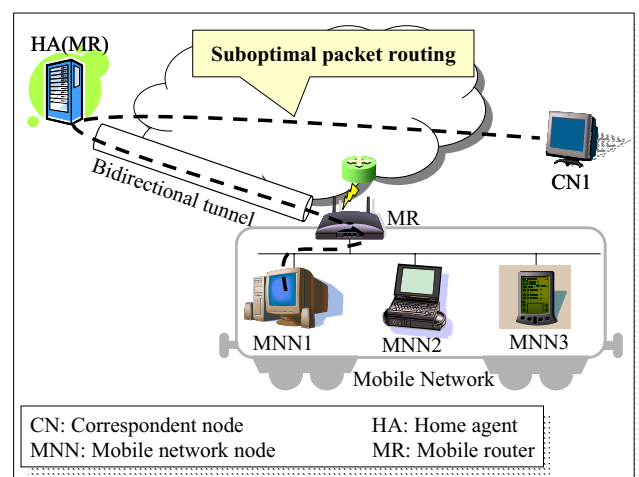 HA(MR)
Suboptimal packet routing
CN1
Bidirectional tunnel
MR
MNN1
MNN2
MNN3
Mobile Network
CN: Correspondent node
HA: Home agent
MNN: Mobile network node
MR: Mobile router